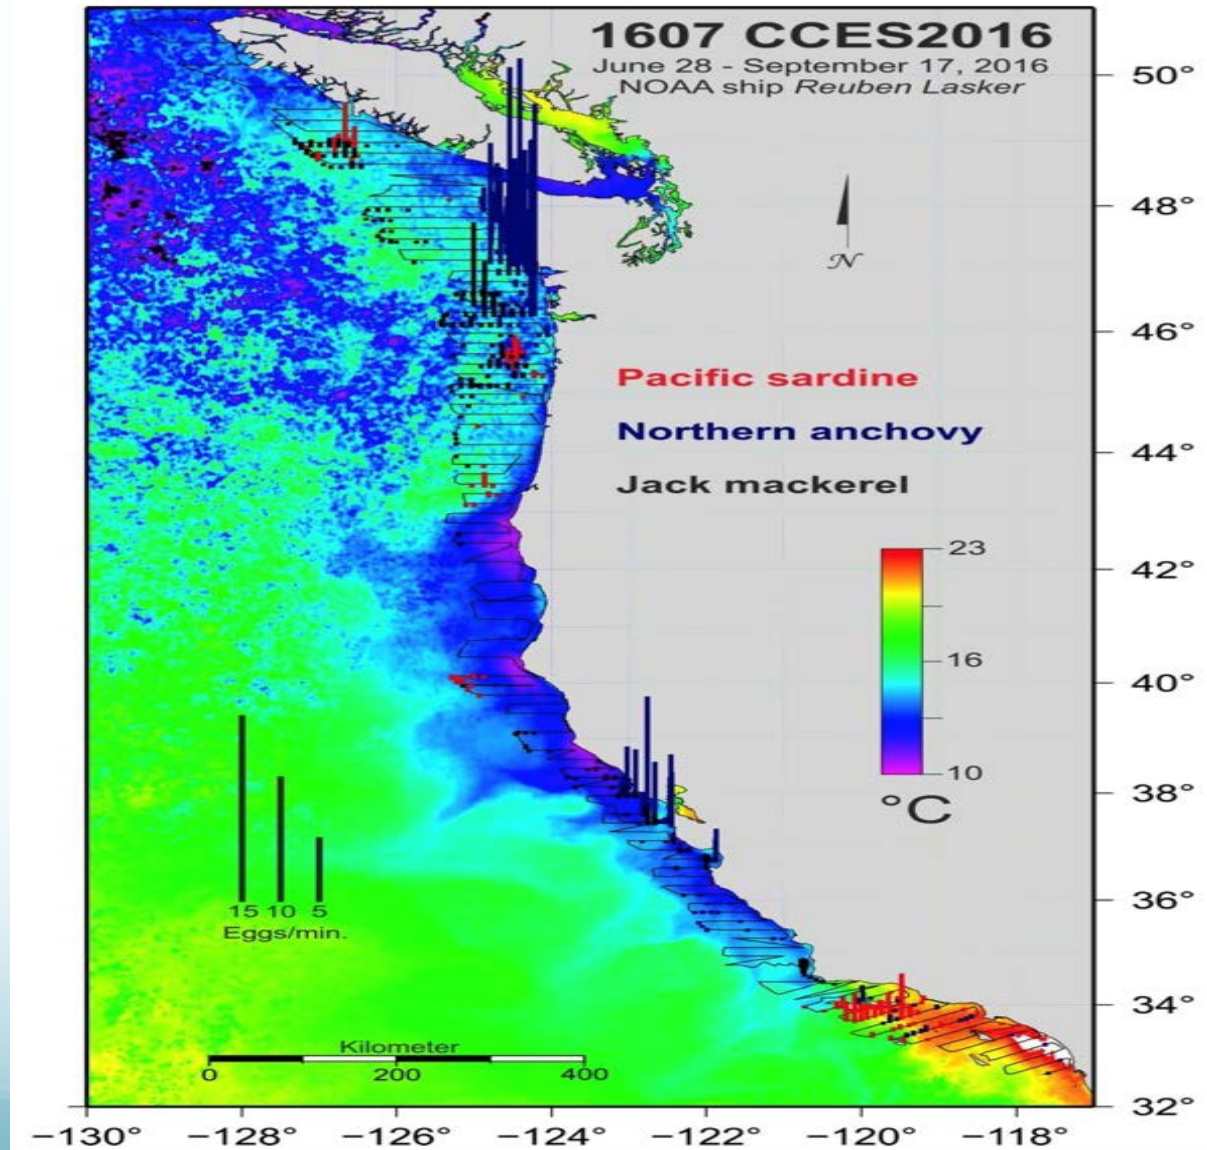 1607 CCES2016
June 28 - September 17, 2016
NOAA ship Reuben Lasker
N
Pacific sardine
Northern anchovy
Jack mackerel
23
16
10
°C
15 10 5
Eggs/min.
Kilometer
0 200 400
50°
48°
46°
44°
42°
40°
38°
36°
34°
32°
−130° −128° −126° −124° −122° −120° −118°